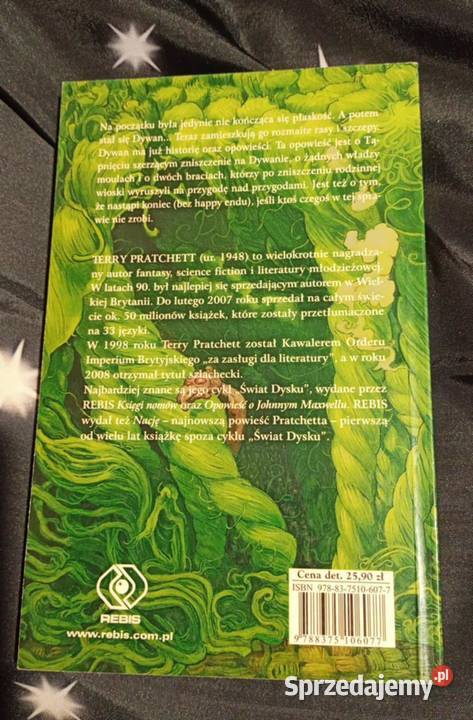 Na początku była jedynie nie kończąca się płaskość. A potem
stał się Dywan... Teraz zamieszkują go rozmaite rasy i szczepy.
Dywan ma już historię oraz opowieści. Ta opowieść jest o Tą-
pnięciu szerzącym zniszczenie na Dywanie, o żądnych władzy
moulach i o dwóch braciach, którzy po zniszczeniu rodzinnej
wioski wyruszyli na przygodę nad przygodami. Jest też o tym,
że nastąpi koniec (bez happy endu), jeśli ktoś czegoś w tej spra-
wie nie zrobi.
TERRY PRATCHETT (ur. 1948) to wielokrotnie nagradza-
ny autor fantasy, science fiction i literatury młodzieżowej.
W latach 90. był najlepiej się sprzedającym autorem w Wiel-
kiej Brytanii. Do lutego 2007 roku sprzedał na całym świe-
cie ok. 50 milionów książek, które zostały przetłumaczone
na 33 języki.
W 1998 roku Terry Pratchett został Kawalerem Orderu
Imperium Brytyjskiego „za zasługi dla literatury”, a w roku
2008 otrzymał tytuł szlachecki.
Najbardziej znane są jego cykl „Świat Dysku”, wydane przez
REBIS Księgi nomów oraz Opowieść o Johnnym Maxwellu. REBIS
wydał też Nację – najnowszą powieść Pratchetta – pierwszą
od wielu lat książkę spoza cyklu „Świat Dysku”.
Cena det. 25,90 zł
ISBN 978-83-7510-607-7
9788375106077
REBIS
www.rebis.com.pl
Sprzedajemy.pl